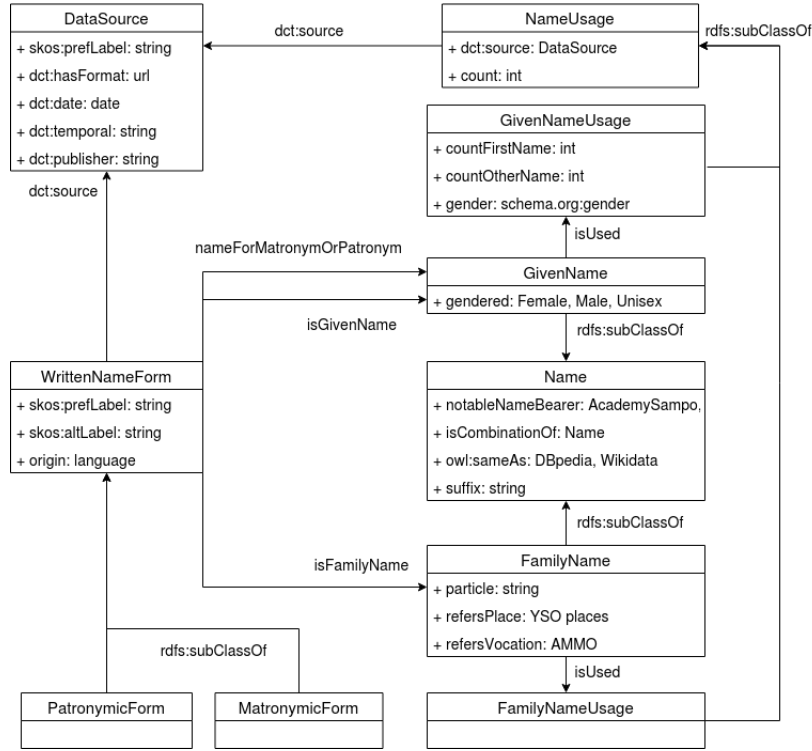 DataSource
+ skos:prefLabel: string
+ dct:hasFormat: url
+ dct:date: date
+ dct:temporal: string
+ dct:publisher: string
dct:source
NameUsage
+ dct:source: DataSource
+ count: int
rdfs:subClassOf
GivenNameUsage
+ countFirstName: int
+ countOtherName: int
+ gender: schema.org:gender
dct:source
isUsed
nameForMatronymOrPatronym
GivenName
+ gendered: Female, Male, Unisex
isGivenName
rdfs:subClassOf
WrittenNameForm
+ skos:prefLabel: string
+ skos:altLabel: string
+ origin: language
Name
+ notableNameBearer: AcademySampo,
+ isCombinationOf: Name
+ owl:sameAs: DBpedia, Wikidata
+ suffix: string
rdfs:subClassOf
isFamilyName
FamilyName
+ particle: string
+ refersPlace: YSO places
+ refersVocation: AMMO
rdfs:subClassOf
isUsed
PatronymicForm
MatronymicForm
FamilyNameUsage